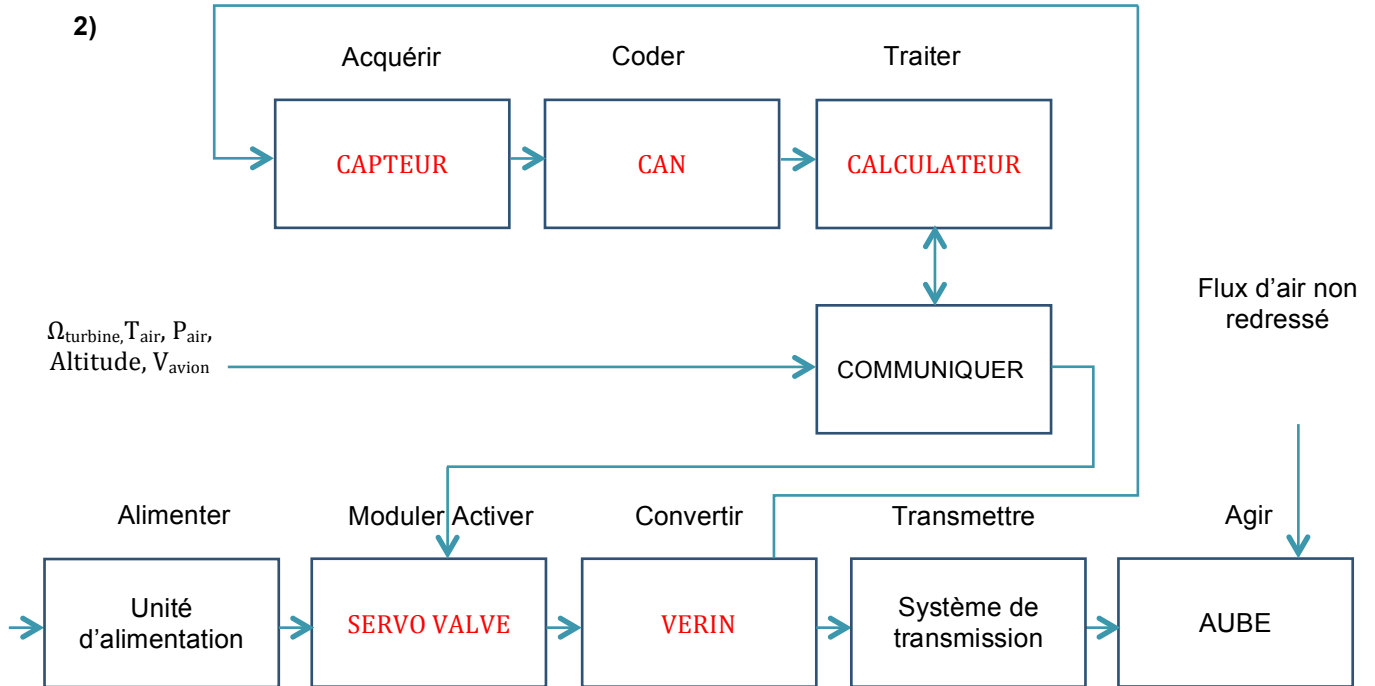 2)
Acquérir
Coder
Traiter
CAPTEUR
CAN
CALCULATEUR
Flux d'air non
redressé
Ωturbine, Tair, Pair,
Altitude, Vavion
COMMUNIQUER
Alimenter
Moduler Activer
Convertir
Transmettre
Agir
Unité
d'alimentation
SERVO VALVE
VERIN
Système de
transmission
AUBE